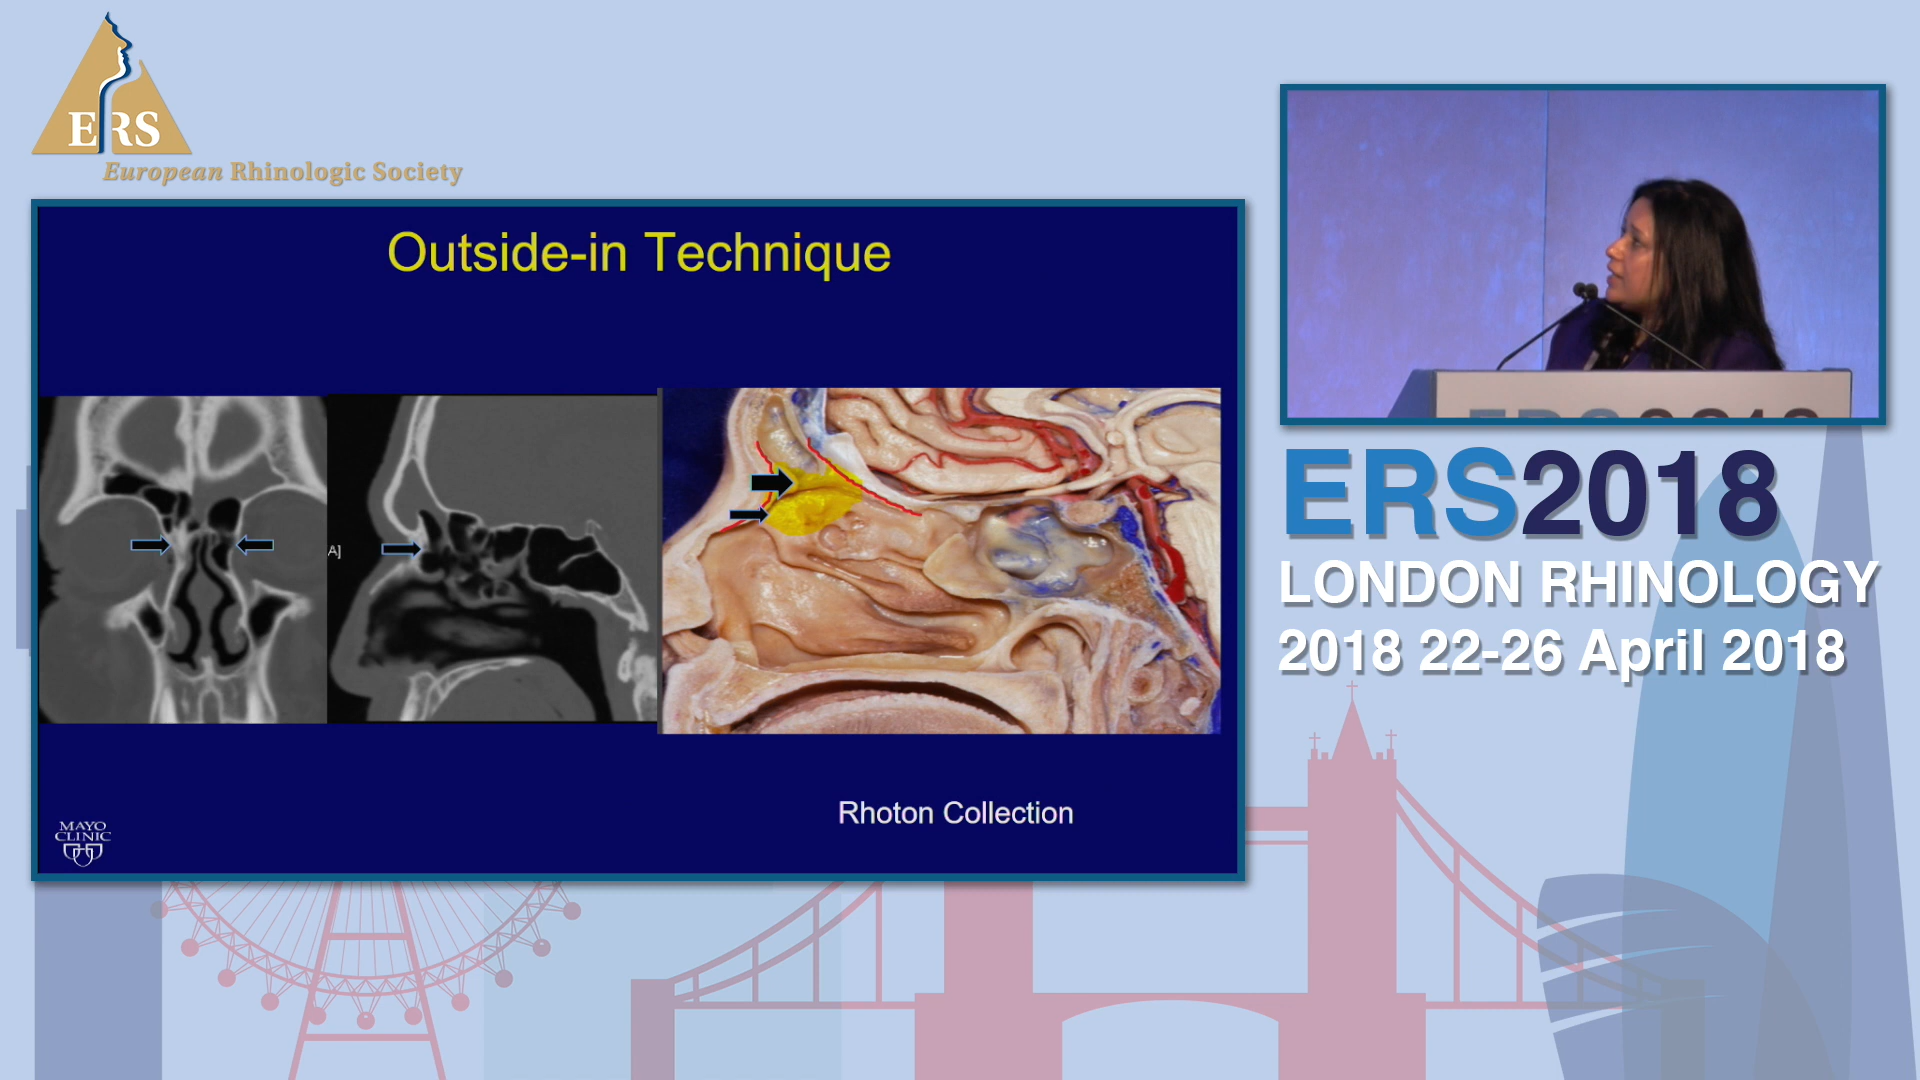 ERS
European Rhinologic Society
Outside-in Technique
A]
Rhoton Collection
MAYO
CLINIC
ERS2018
ERS2018
LONDON RHINOLOGY
2018 22-26 April 2018